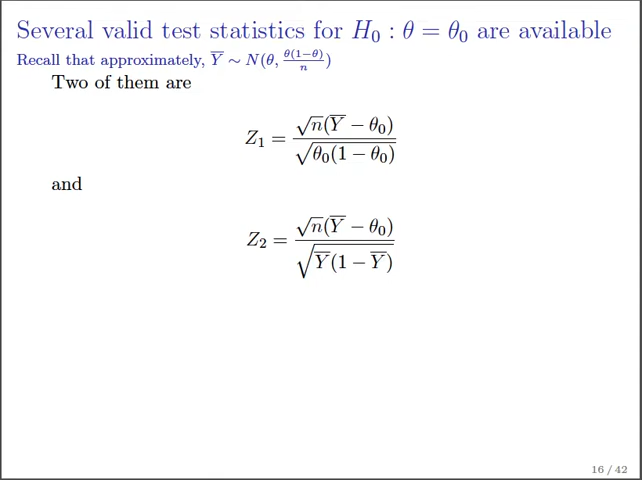 Several valid test statistics for H₀ : θ = θ₀ are available
Recall that approximately, Y̅ ∼ N(θ, θ(1−θ)/n)
Two of them are
Z₁ = √n(Y̅ − θ₀) / √θ₀(1 − θ₀)
and
Z₂ = √n(Y̅ − θ₀) / √Y̅(1 − Y̅)
16 / 42